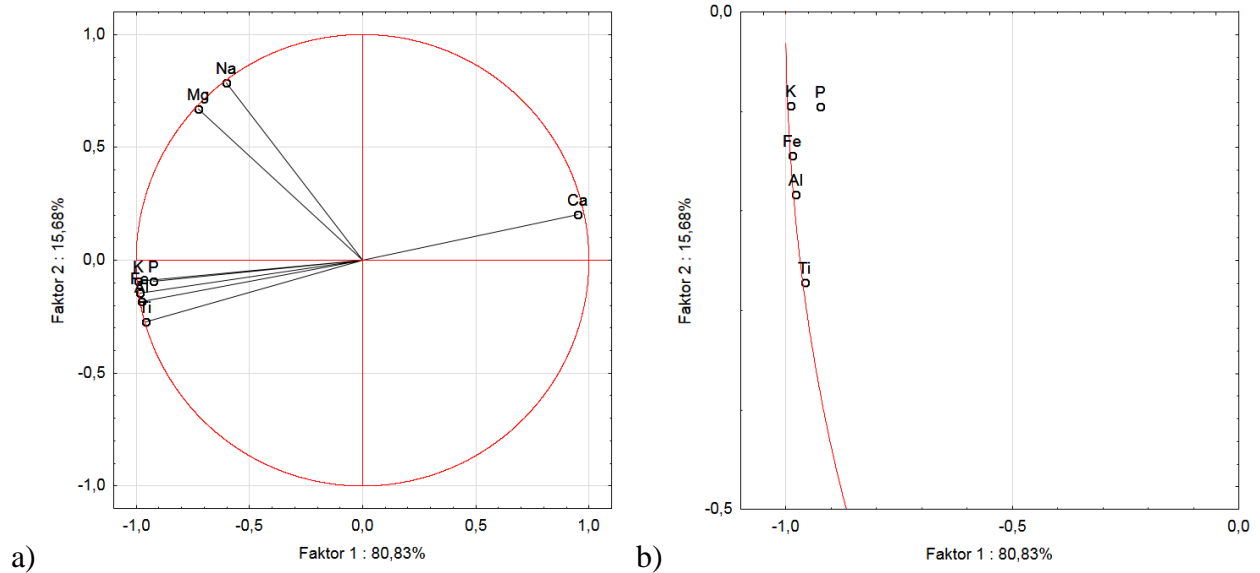 1,0
0,5
0,0
-0,5
-1,0
Faktor 2 : 15,68%
Na
Mg
Ca
K P
Fe
Al
Ti
-1,0 -0,5 0,0 0,5 1,0
Faktor 1 : 80,83%
a)
0,0
-0,5
Faktor 2 : 15,68%
K P
Fe
Al
Ti
-1,0 -0,5 0,0
Faktor 1 : 80,83%
b)